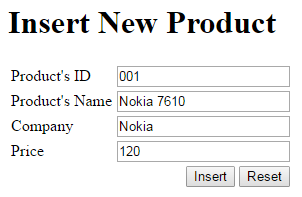 Insert New Product
Product's ID 001
Product's Name Nokia 7610
Company Nokia
Price 120
Insert Reset